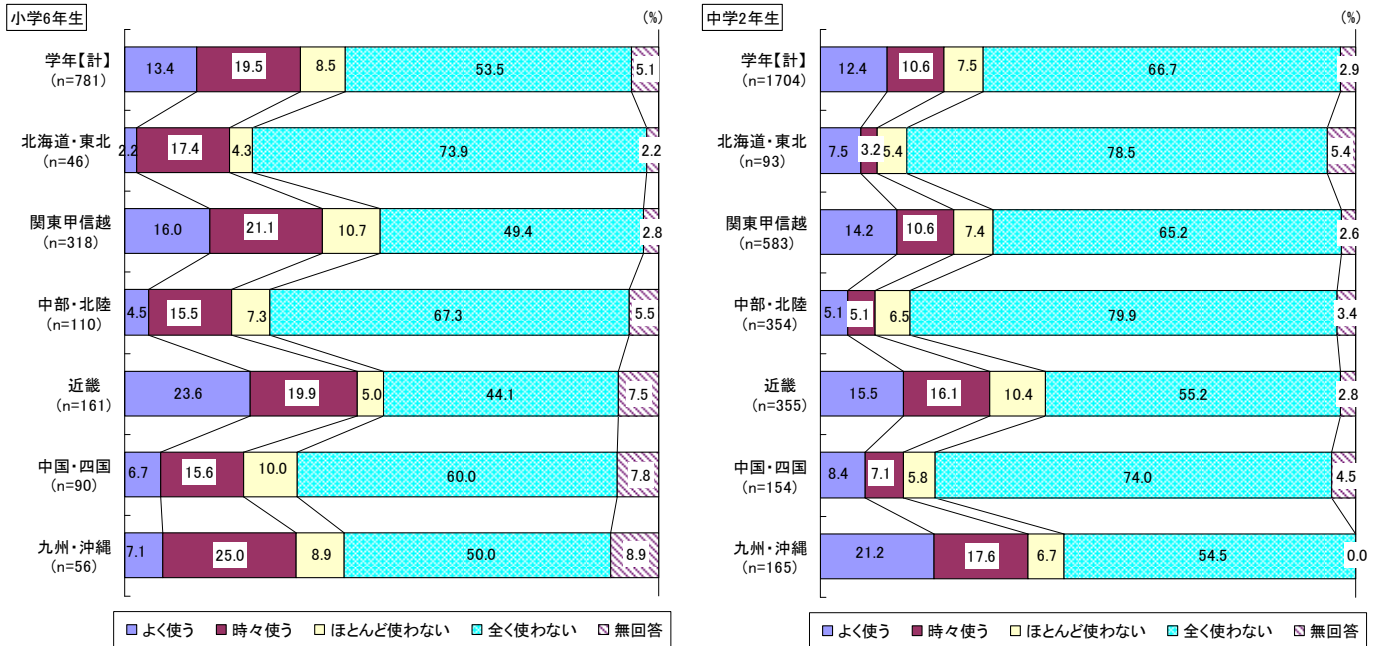 小学6年生
(%)
学年【計】
(n=781)
13.4 19.5 8.5 53.5 5.1
北海道・東北
(n=46)
2.2 17.4 4.3 73.9 2.2
関東甲信越
(n=318)
16.0 21.1 10.7 49.4 2.8
中部・北陸
(n=110)
4.5 15.5 7.3 67.3 5.5
近畿
(n=161)
23.6 19.9 5.0 44.1 7.5
中国・四国
(n=90)
6.7 15.6 10.0 60.0 7.8
九州・沖縄
(n=56)
7.1 25.0 8.9 50.0 8.9
よく使う 時々使う ほとんど使わない 全く使わない 無回答
中学2年生
(%)
学年【計】
(n=1704)
12.4 10.6 7.5 66.7 2.9
北海道・東北
(n=93)
7.5 3.2 5.4 78.5 5.4
関東甲信越
(n=583)
14.2 10.6 7.4 65.2 2.6
中部・北陸
(n=354)
5.1 5.1 6.5 79.9 3.4
近畿
(n=355)
15.5 16.1 10.4 55.2 2.8
中国・四国
(n=154)
8.4 7.1 5.8 74.0 4.5
九州・沖縄
(n=165)
21.2 17.6 6.7 54.5 0.0
よく使う 時々使う ほとんど使わない 全く使わない 無回答